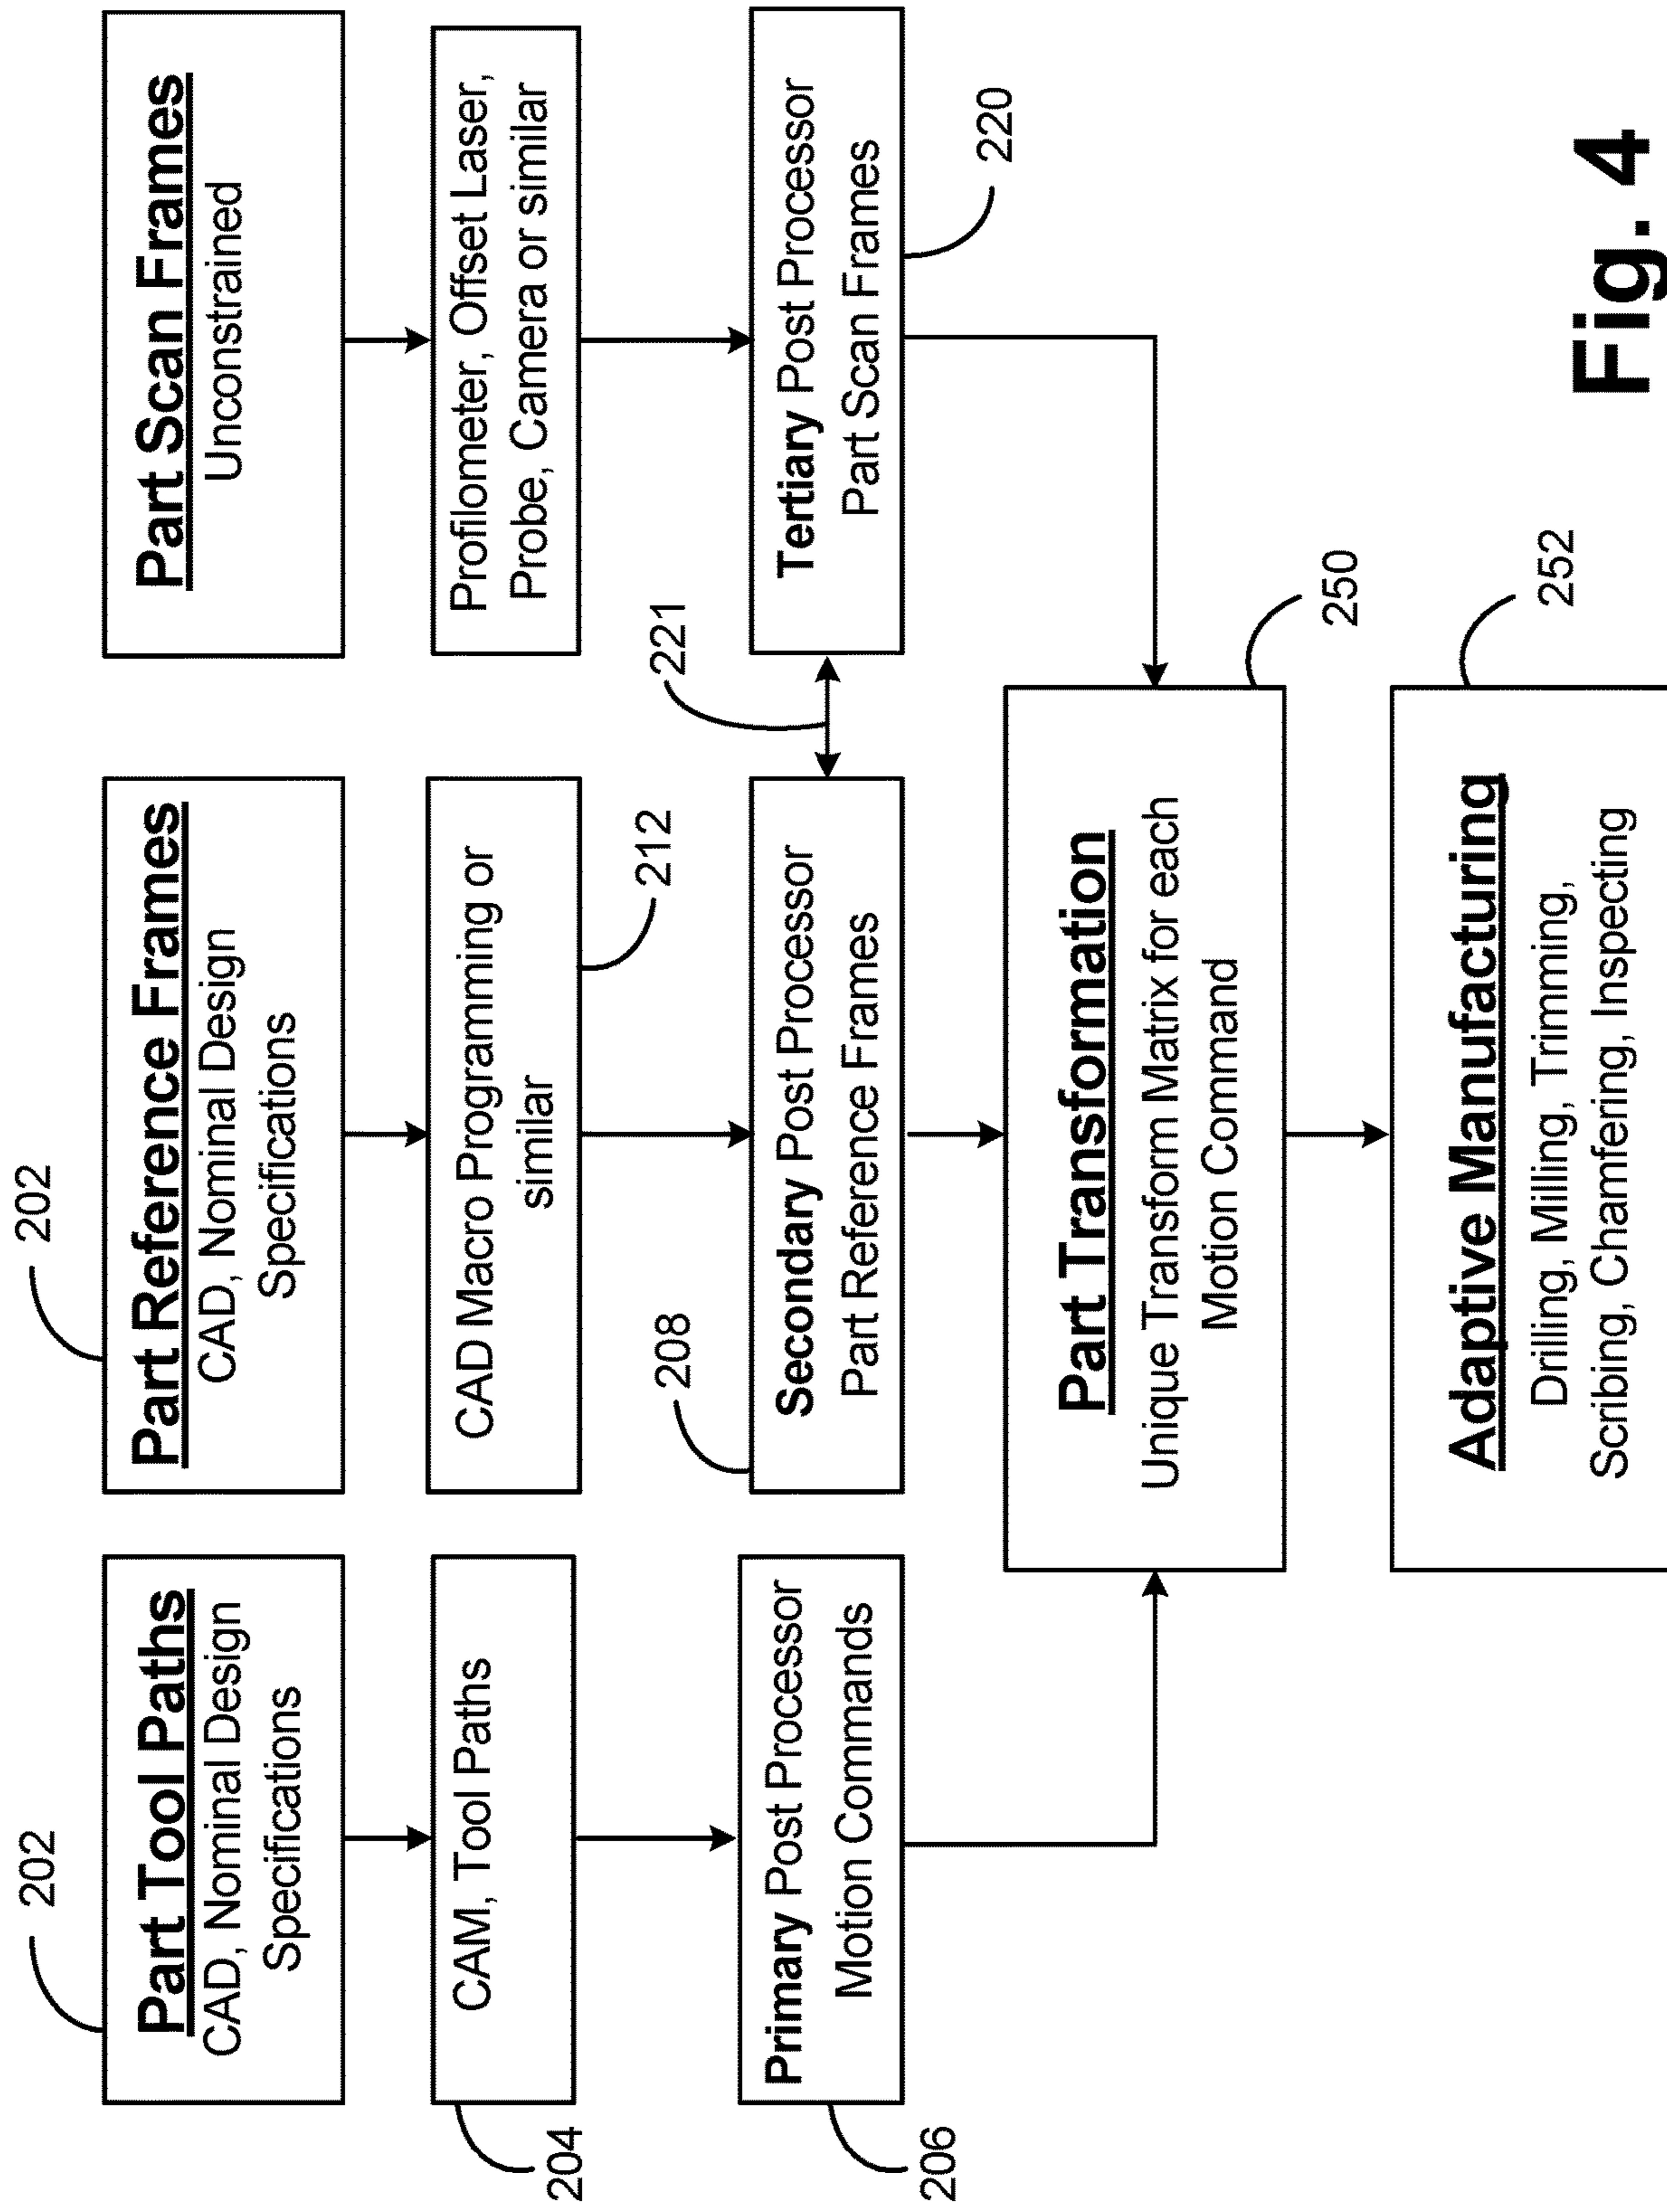 202
Part Tool Paths
CAD, Nominal Design
Specifications
204
CAM, Tool Paths
206
Primary Post Processor
Motion Commands
202
Part Reference Frames
CAD, Nominal Design
Specifications
CAD Macro Programming or
similar
212
208
Secondary Post Processor
Part Reference Frames
221
Part Scan Frames
Unconstrained
Profilometer, Offset Laser,
Probe, Camera or similar
Tertiary Post Processor
Part Scan Frames
220
Part Transformation
Unique Transform Matrix for each
Motion Command
250
Adaptive Manufacturing
Drilling, Milling, Trimming,
Scribing, Chamfering, Inspecting
252
Fig. 4